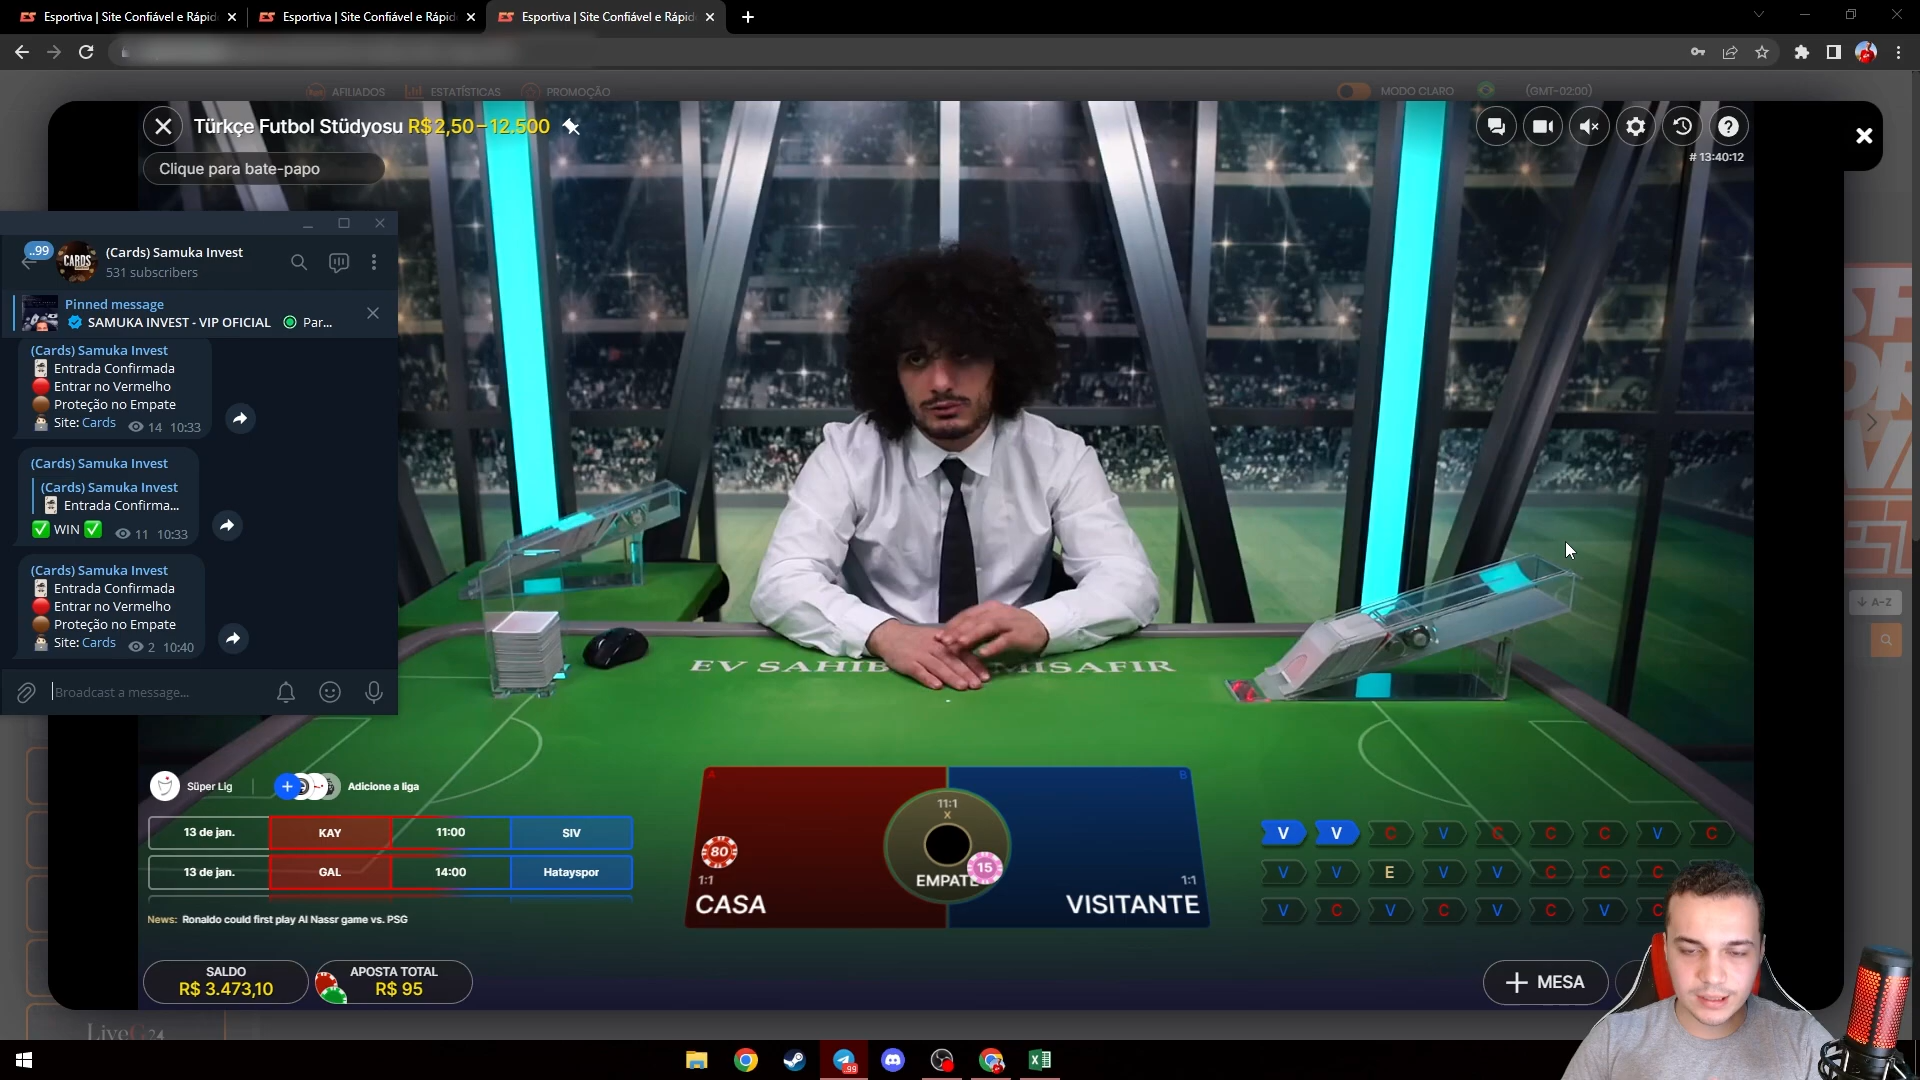 Esportiva | Site Confiável e Rápid
Esportiva | Site Confiável e Rápid
Esportiva | Site Confiável e Rápid
AFILIADOS
ESTATÍSTICAS
PROMOÇÃO
MODO CLARO
(GMT-02:00)
Türkçe Futbol Stüdyosu R$2,50–12.500
Clique para bate-papo
# 13:40:12
..99
CARDS
(Cards) Samuka Invest
531 subscribers
Pinned message
SAMUKA INVEST - VIP OFICIAL Par...
(Cards) Samuka Invest
Entrada Confirmada
Entrar no Vermelho
Proteção no Empate
Site: Cards 14 10:33
(Cards) Samuka Invest
(Cards) Samuka Invest
Entrada Confirma...
WIN 11 10:33
(Cards) Samuka Invest
Entrada Confirmada
Entrar no Vermelho
Proteção no Empate
Site: Cards 2 10:40
Broadcast a message...
A-Z
MISAFIR
EV SAHIB
Süper Lig
Adicione a liga
13 de jan. KAY 11:00 SIV
13 de jan. GAL 14:00 Hatayspor
News: Ronaldo could first play Al Nassr game vs. PSG
A
B
11:1
X
80
15
1:1
CASA
EMPATE
1:1
VISITANTE
V V C V C C C V C
V V E V V C C C
V C V C V C V C
SALDO
R$ 3.473,10
APOSTA TOTAL
R$ 95
MESA
LiveG24
99